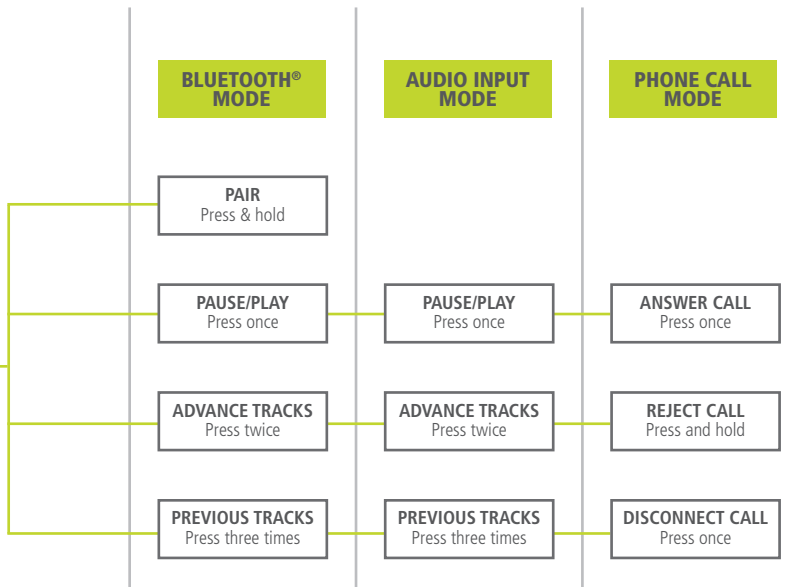 BLUETOOTH®
MODE
AUDIO INPUT
MODE
PHONE CALL
MODE
PAIR
Press & hold
PAUSE/PLAY
Press once
PAUSE/PLAY
Press once
ANSWER CALL
Press once
ADVANCE TRACKS
Press twice
ADVANCE TRACKS
Press twice
REJECT CALL
Press and hold
PREVIOUS TRACKS
Press three times
PREVIOUS TRACKS
Press three times
DISCONNECT CALL
Press once